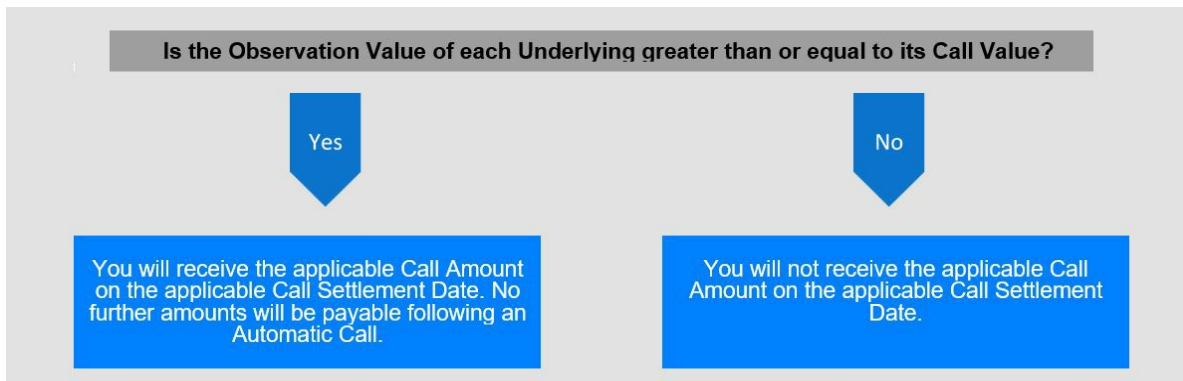 Is the Observation Value of each Underlying greater than or equal to its Call Value?
Yes
No
You will receive the applicable Call Amount
on the applicable Call Settlement Date. No
further amounts will be payable following an
Automatic Call.
You will not receive the applicable Call
Amount on the applicable Call Settlement
Date.